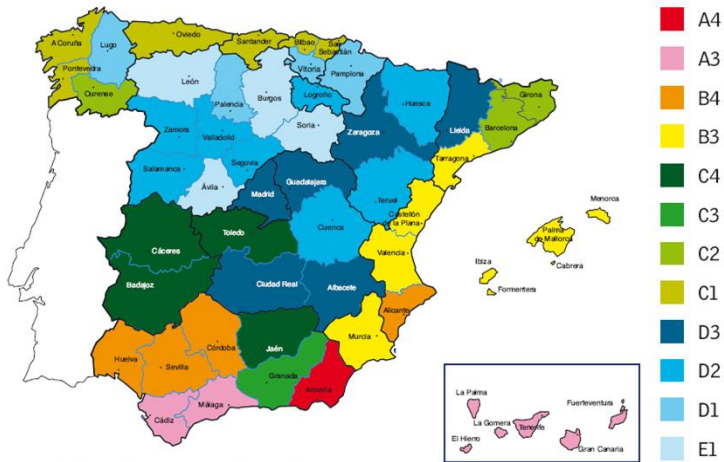 A Coruña
Lugo
Oviedo
Santander
Bilbao
San
Sebastián
Pontevedra
Ourense
León
Palencia
Burgos
Vitoria
Pamplona
Logroño
Soria
Huesca
Zaragoza
Lleida
Girona
Barcelona
Tarragona
Zamora
Valladolid
Segovia
Salamanca
Ávila
Madrid
Guadalajara
Teruel
Castellón
de la Plana
Cuenca
Valencia
Menorca
Palma
de Mallorca
Cabrera
Ibiza
Formentera
Cáceres
Toledo
Badajoz
Ciudad Real
Albacete
Alicante
Murcia
Huelva
Sevilla
Córdoba
Jaén
Granada
Almería
Cádiz
Málaga
La Palma
La Gomera
El Hierro
Tenerife
Gran Canaria
Fuerteventura
A4
A3
B4
B3
C4
C3
C2
C1
D3
D2
D1
E1